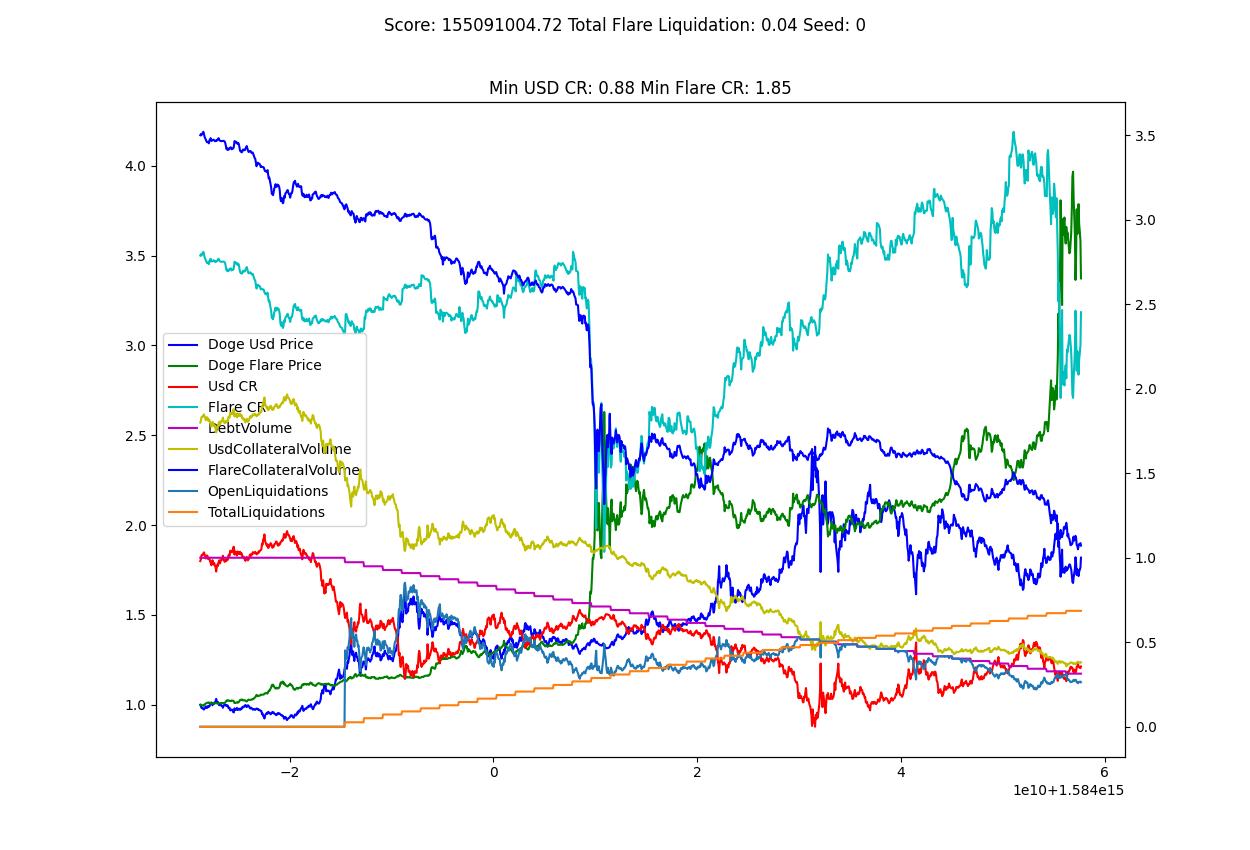 Score: 155091004.72 Total Flare Liquidation: 0.04 Seed: 0
Min USD CR: 0.88 Min Flare CR: 1.85
4.0
3.5
3.0
2.5
2.0
1.5
1.0
Doge Usd Price
Doge Flare Price
Usd CR
Flare CR
DebtVolume
UsdCollateralVolume
FlareCollateralVolume
OpenLiquidations
TotalLiquidations
3.5
3.0
2.5
2.0
1.5
1.0
0.5
0.0
−2
0
2
4
6
1e10+1.584e15